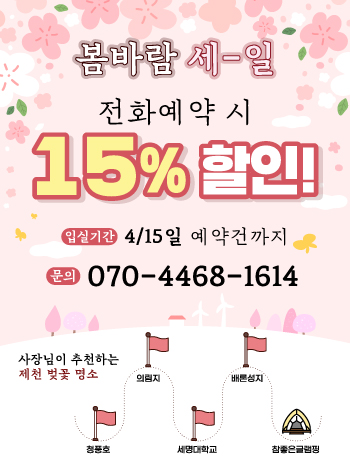 봄바람 세-일
전화예약 시
15% 할인!
입실기간 4/15일 예약건까지
문의 070-4468-1614
사장님이 추천하는
제천 벚꽃 명소
의림지
배론성지
청풍호
세명대학교
참좋은글램핑